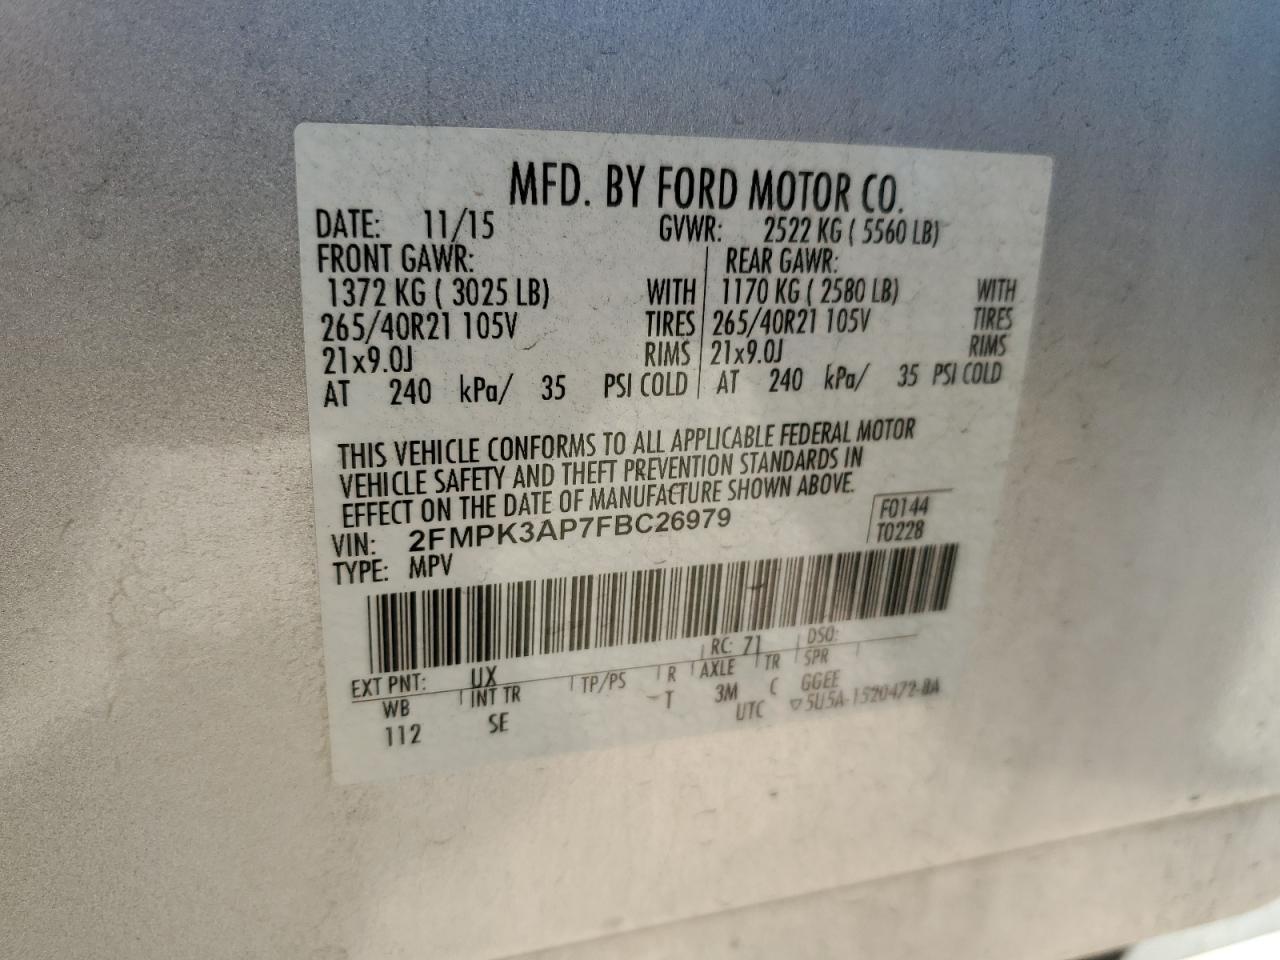 MFD. BY FORD MOTOR CO.
DATE: 11/15 GVWR: 2522 KG ( 5560 LB)
FRONT GAWR: REAR GAWR:
1372 KG ( 3025 LB) WITH 1170 KG ( 2580 LB) WITH
265/40R21 105V TIRES 265/40R21 105V TIRES
21x9.0J RIMS 21x9.0J RIMS
AT 240 kPa/ 35 PSI COLD AT 240 kPa/ 35 PSI COLD
THIS VEHICLE CONFORMS TO ALL APPLICABLE FEDERAL MOTOR
VEHICLE SAFETY AND THEFT PREVENTION STANDARDS IN
EFFECT ON THE DATE OF MANUFACTURE SHOWN ABOVE.
F0144
VIN: 2FMPK3AP7FBC26979 T0228
TYPE: MPV
EXT PNT: UX RC: 71 DSO:
WB INT TR TP/PS R AXLE TR SPR
112 SE T 3M C GGEE
UTC ▽5U5A-1520472-BA